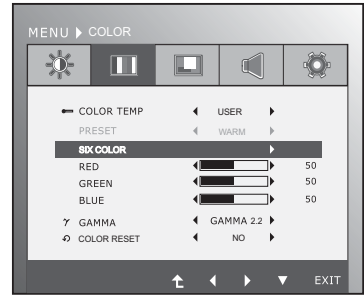 MENU COLOR
COLOR TEMP USER
PRESET WARM
SIX COLOR
RED 50
GREEN 50
BLUE 50
γ GAMMA GAMMA 2.2
COLOR RESET NO
EXIT